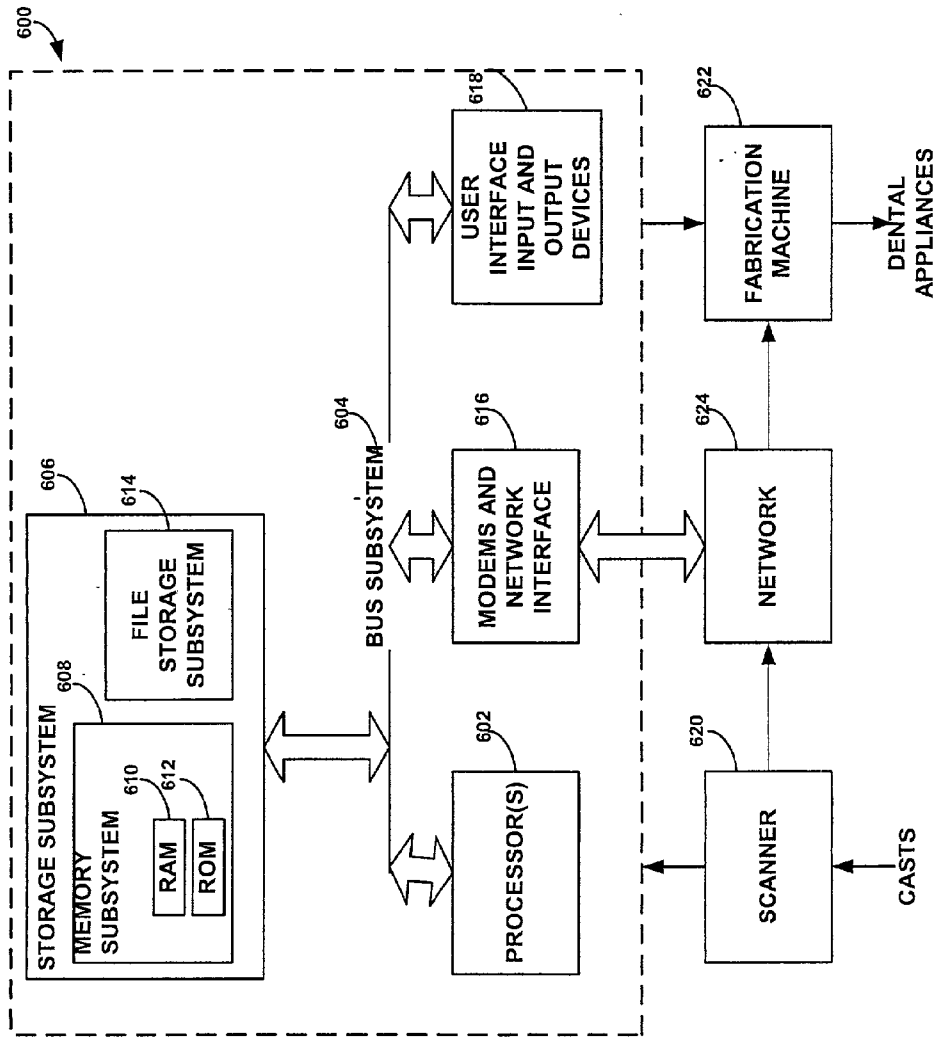 600
STORAGE SUBSYSTEM
606
MEMORY
SUBSYSTEM
608
RAM
610
ROM
612
FILE
STORAGE
SUBSYSTEM
614
BUS SUBSYSTEM
604
PROCESSOR(S)
602
MODEMS AND
NETWORK
INTERFACE
616
USER
INTERFACE
INPUT AND
OUTPUT
DEVICES
618
SCANNER
620
NETWORK
624
FABRICATION
MACHINE
622
CASTS
DENTAL
APPLIANCES